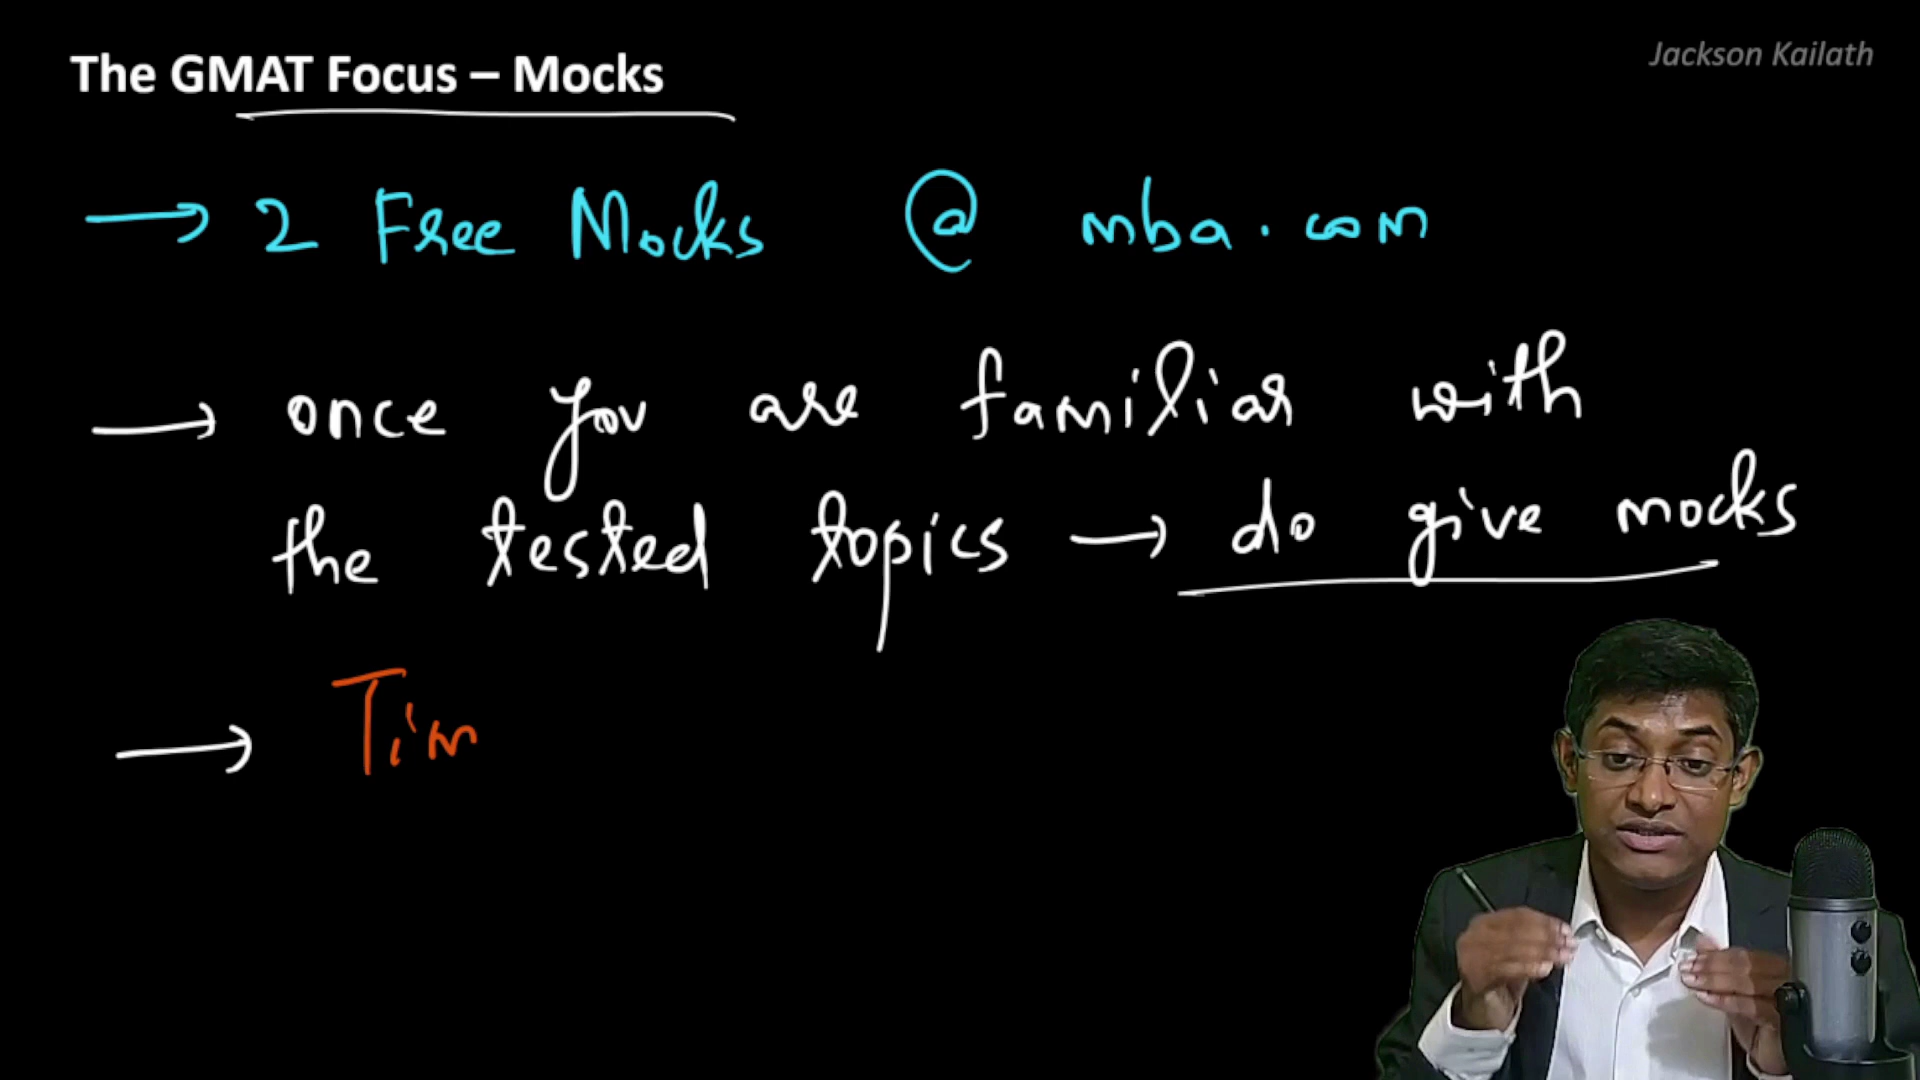 The GMAT Focus – Mocks
Jackson Kailath
→ 2 Free Mocks @ mba.com
→ once you are familiar with
the tested topics → do give mocks
→ Tim